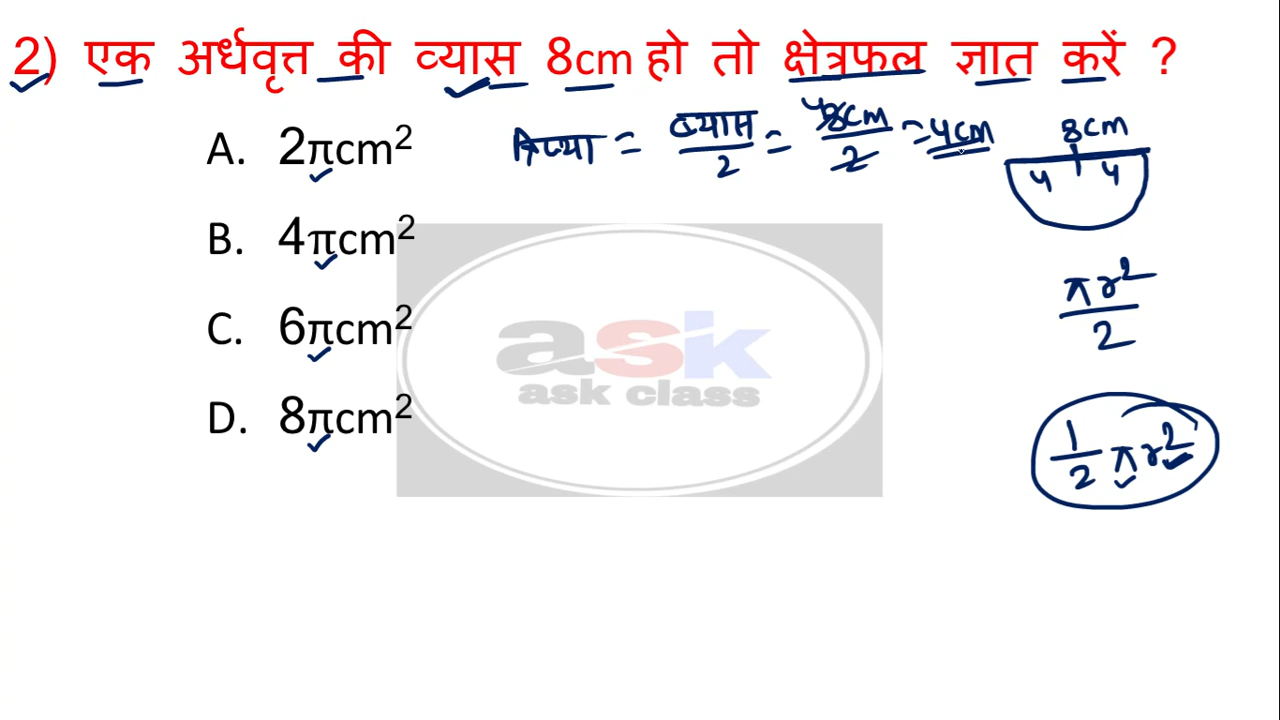 2) एक अर्धवृत्त की व्यास 8cm हो तो क्षेत्रफल ज्ञात करें ?
A. 2πcm²
B. 4πcm²
C. 6πcm²
D. 8πcm²
त्रिज्या = व्यास/2 = 8cm/2 = 4cm
4
8cm
4 4
πr²/2
1/2 πr²
ask
ask class